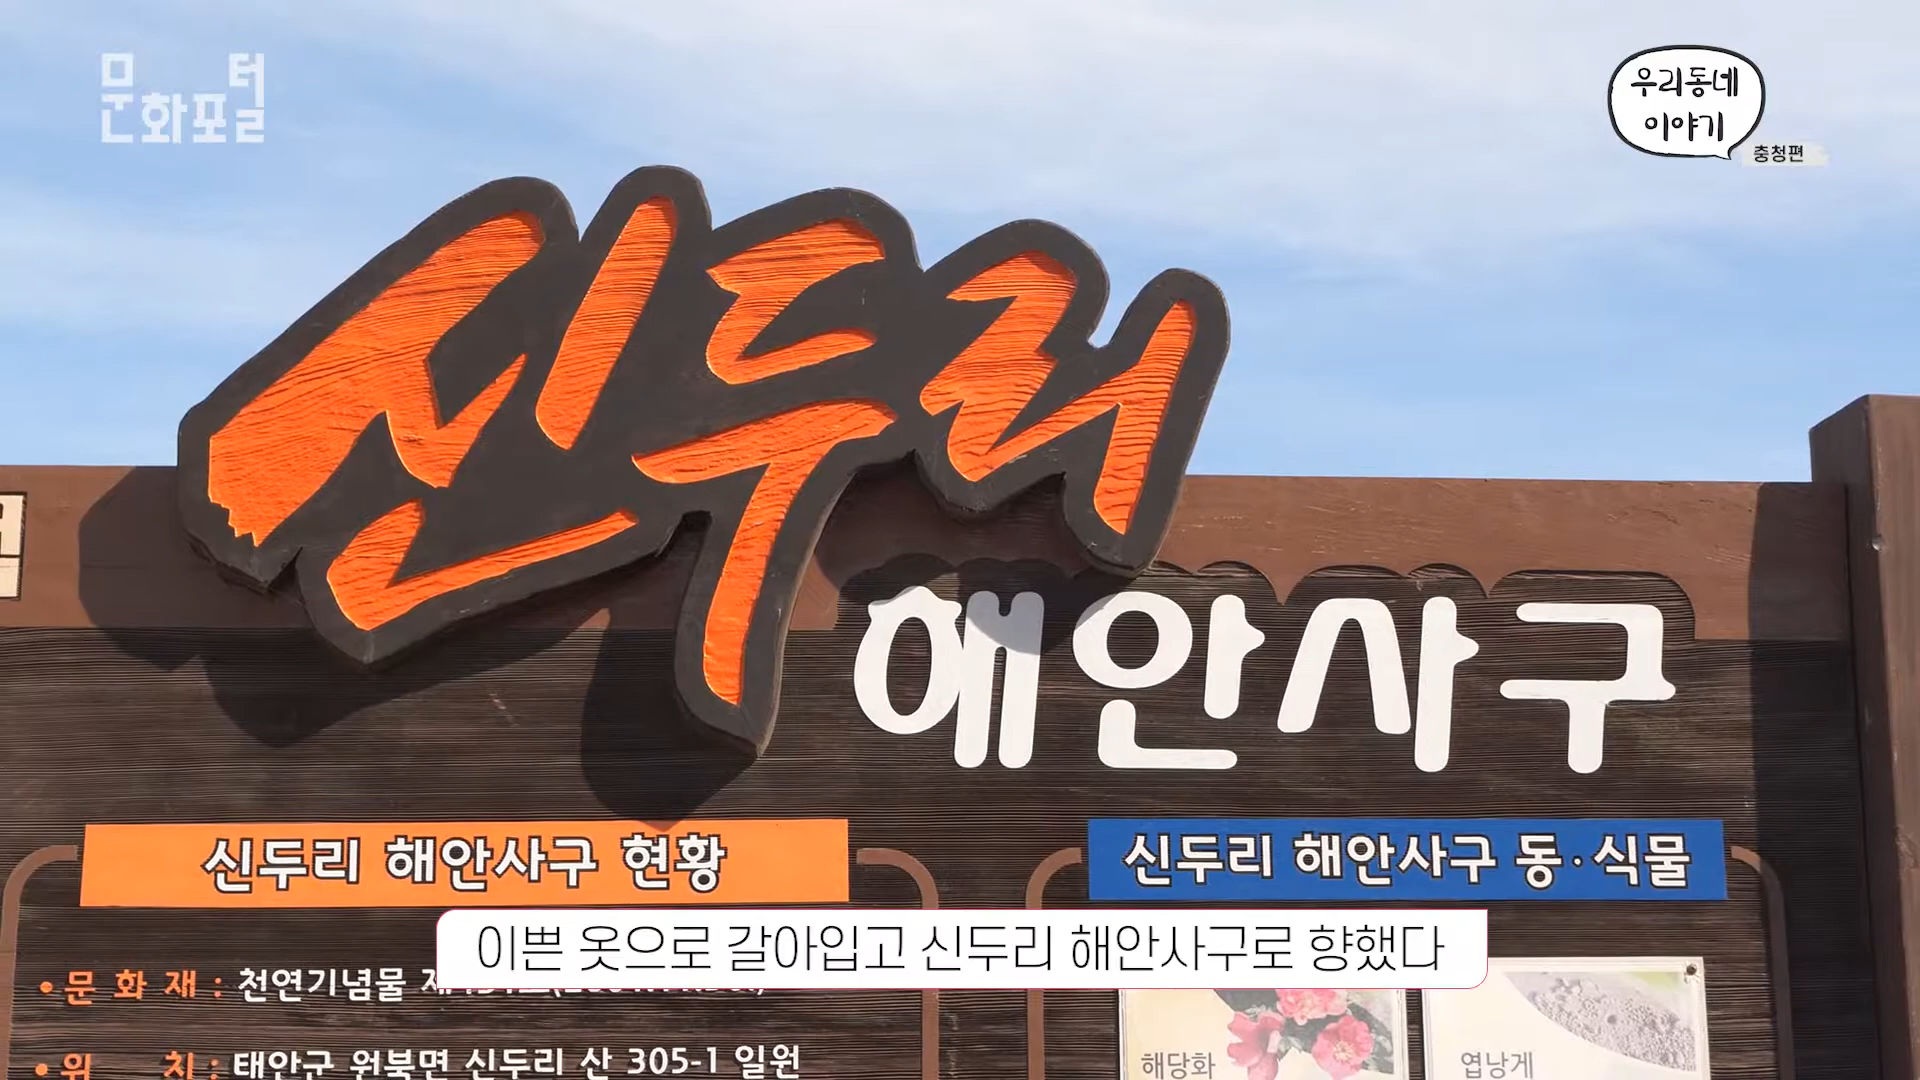 문화포털
우리동네
이야기
충청편
신두리
해안사구
신두리 해안사구 현황
신두리 해안사구 동·식물
이쁜 옷으로 갈아입고 신두리 해안사구로 향했다
• 문 화 재 : 천연기념물
• 위 치 : 태안군 원북면 신두리 산 305-1 일원
해당화
엽낭게